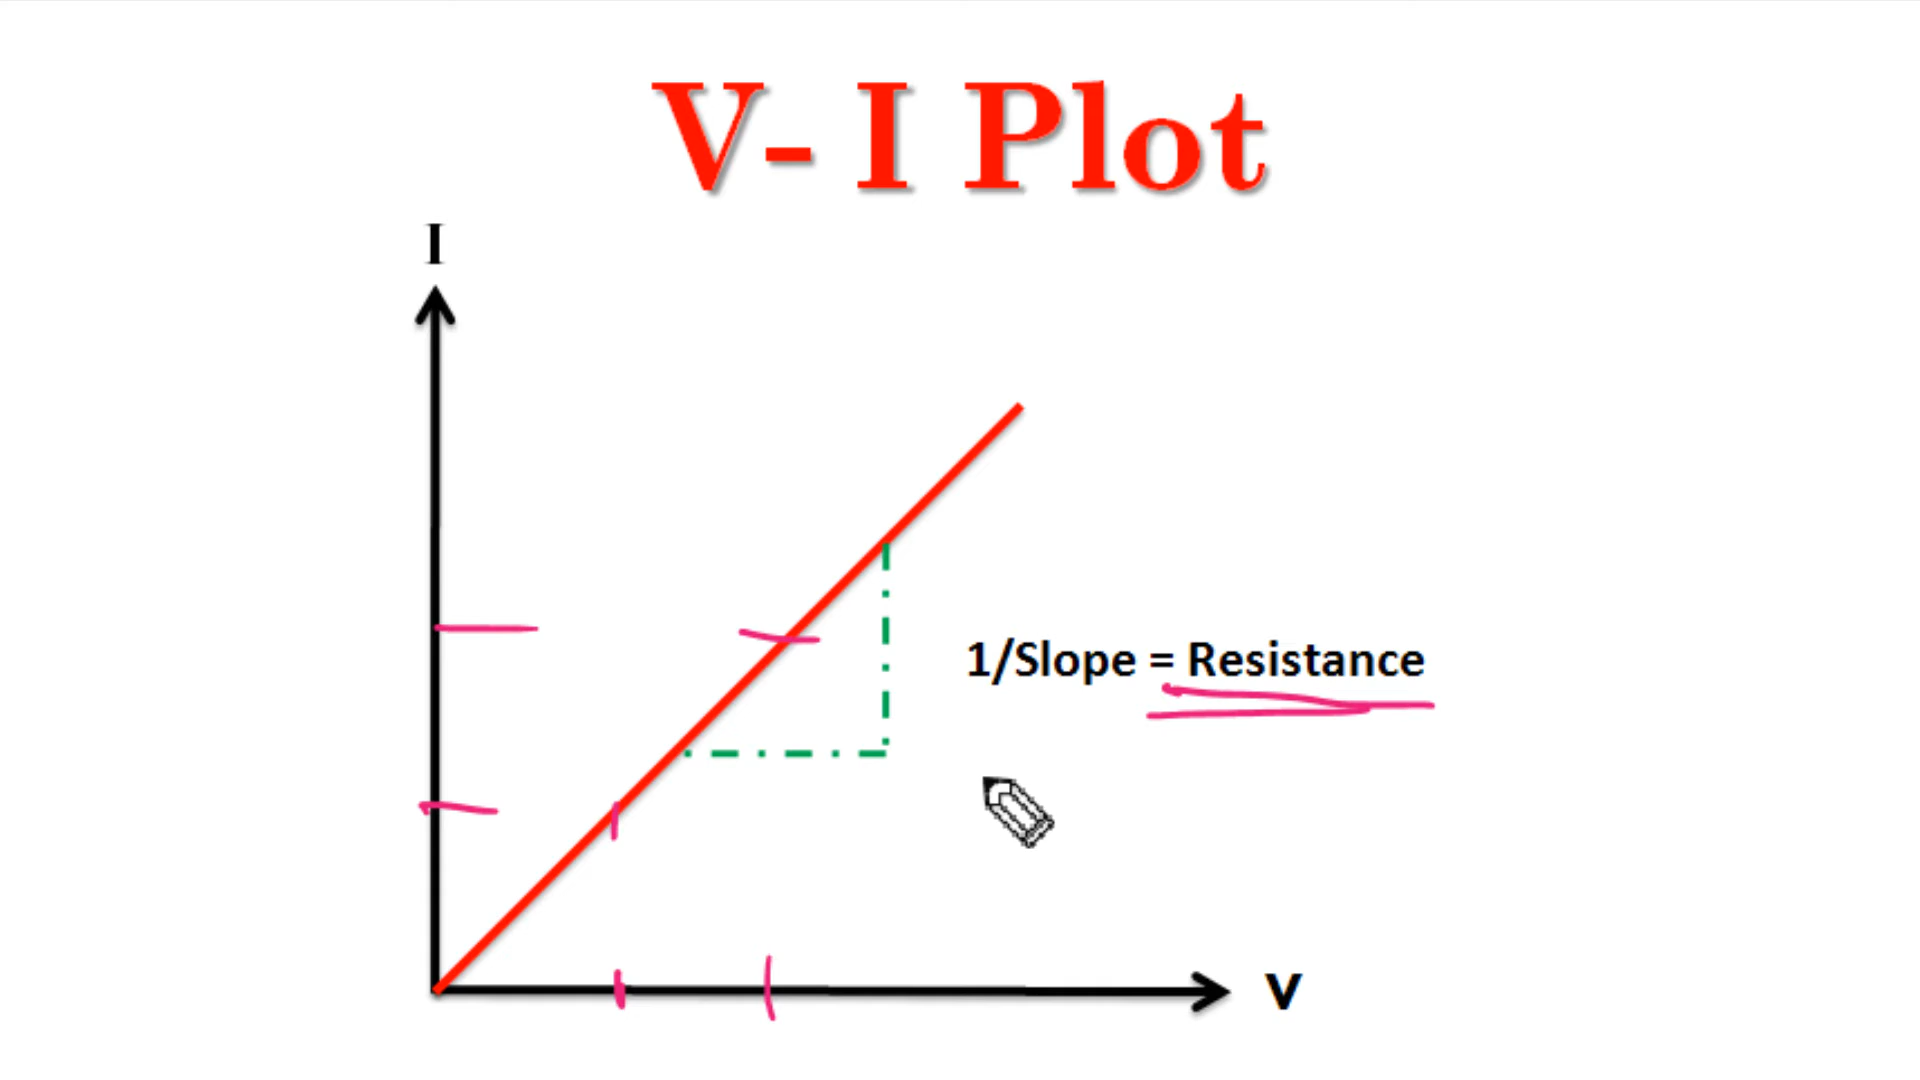 V- I Plot
I
1/Slope = Resistance
V